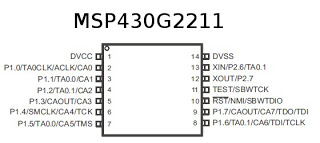 MSP430G2211
DVCC 1 14 DVSS
P1.0/TA0CLK/ACLK/CA0 2 13 XIN/P2.6/TA0.1
P1.1/TA0.0/CA1 3 12 XOUT/P2.7
P1.2/TA0.1/CA2 4 11 TEST/SBWTCK
P1.3/CAOUT/CA3 5 10 RST/NMI/SBWTDIO
P1.4/SMCLK/CA4/TCK 6 9 P1.7/CAOUT/CA7/TDO/TDI
P1.5/TA0.0/CA5/TMS 7 8 P1.6/TA0.1/CA6/TDI/TCLK